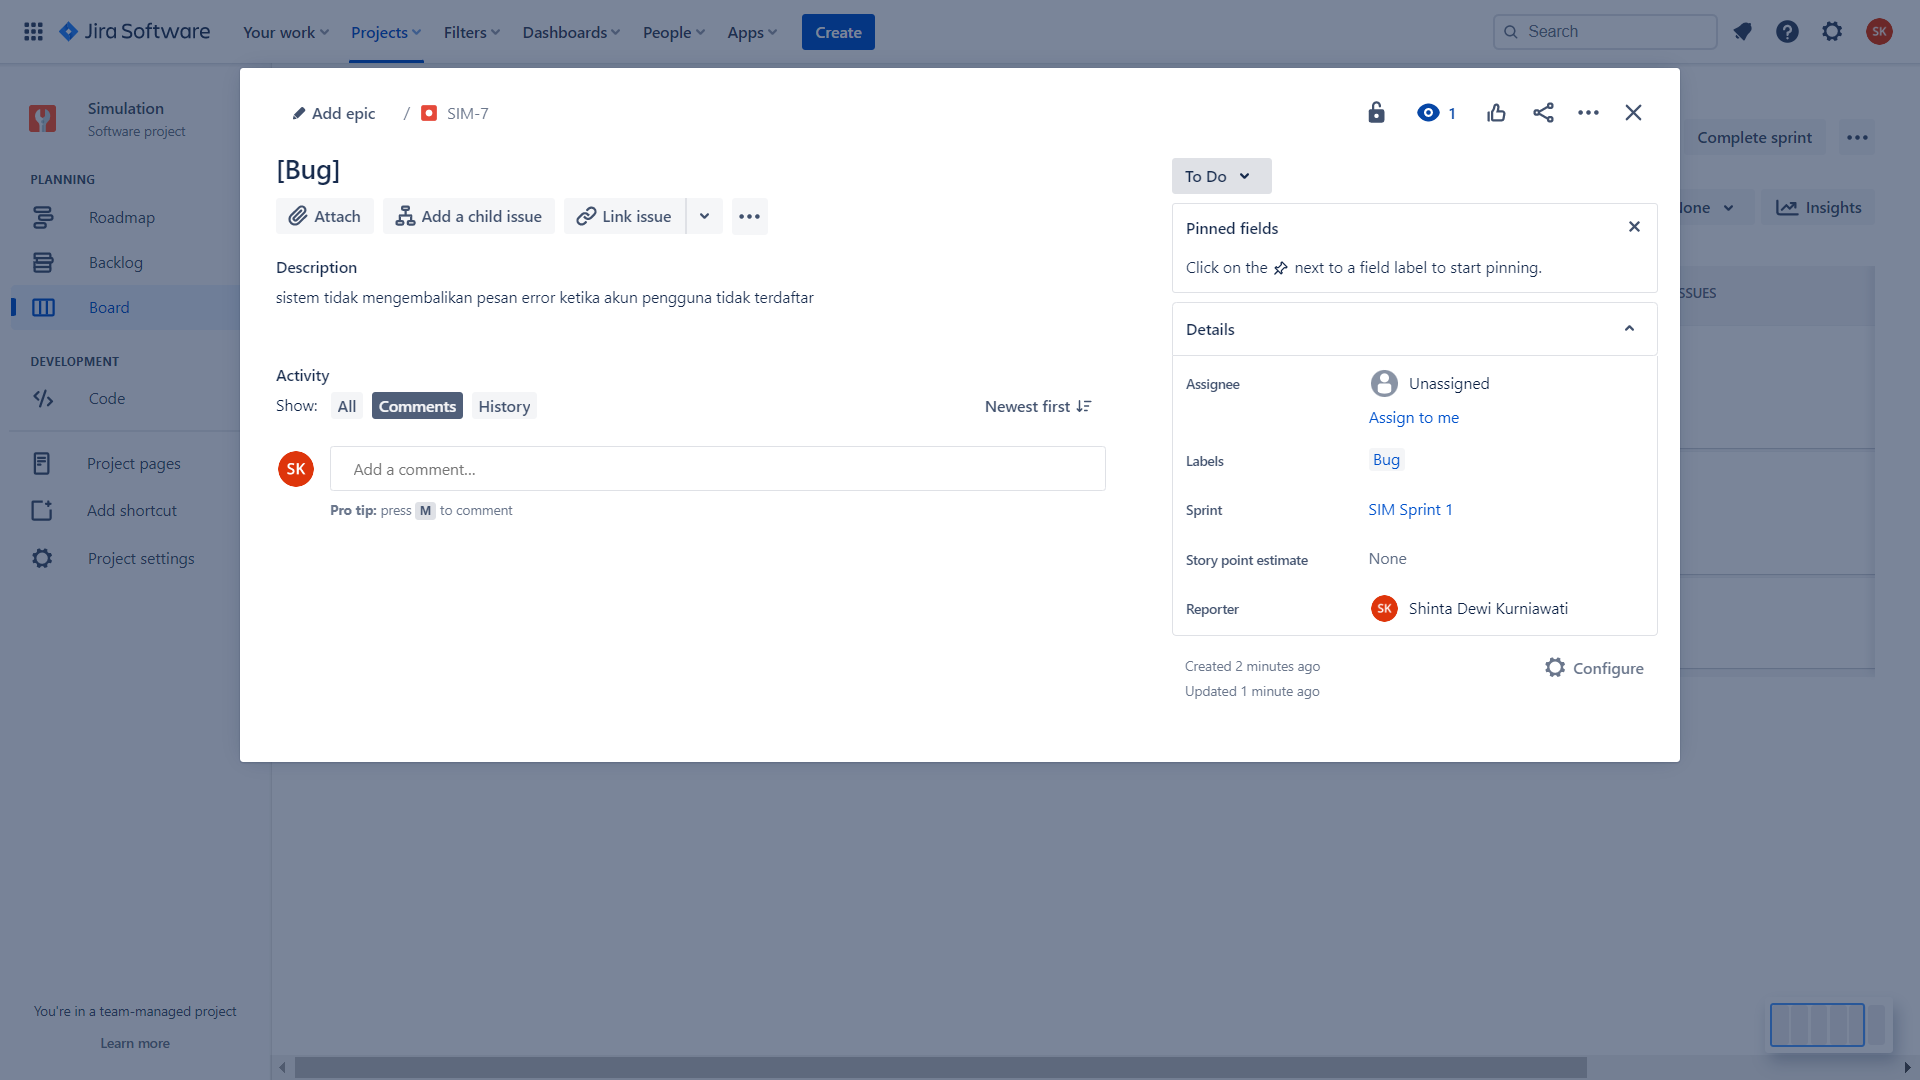 Jira Software
Your work
Projects
Filters
Dashboards
People
Apps
Create
Search
SK
Simulation
Software project
PLANNING
Roadmap
Backlog
Board
DEVELOPMENT
Code
Project pages
Add shortcut
Project settings
You're in a team-managed project
Learn more
Add epic / SIM-7
1
[Bug]
Attach
Add a child issue
Link issue
Description
sistem tidak mengembalikan pesan error ketika akun pengguna tidak terdaftar
Activity
Show: All Comments History
Newest first
SK
Add a comment...
Pro tip: press M to comment
To Do
Pinned fields
Click on the next to a field label to start pinning.
Details
Assignee
Unassigned
Assign to me
Labels
Bug
Sprint
SIM Sprint 1
Story point estimate
None
Reporter
SK Shinta Dewi Kurniawati
Created 2 minutes ago
Updated 1 minute ago
Configure
Complete sprint
Insights